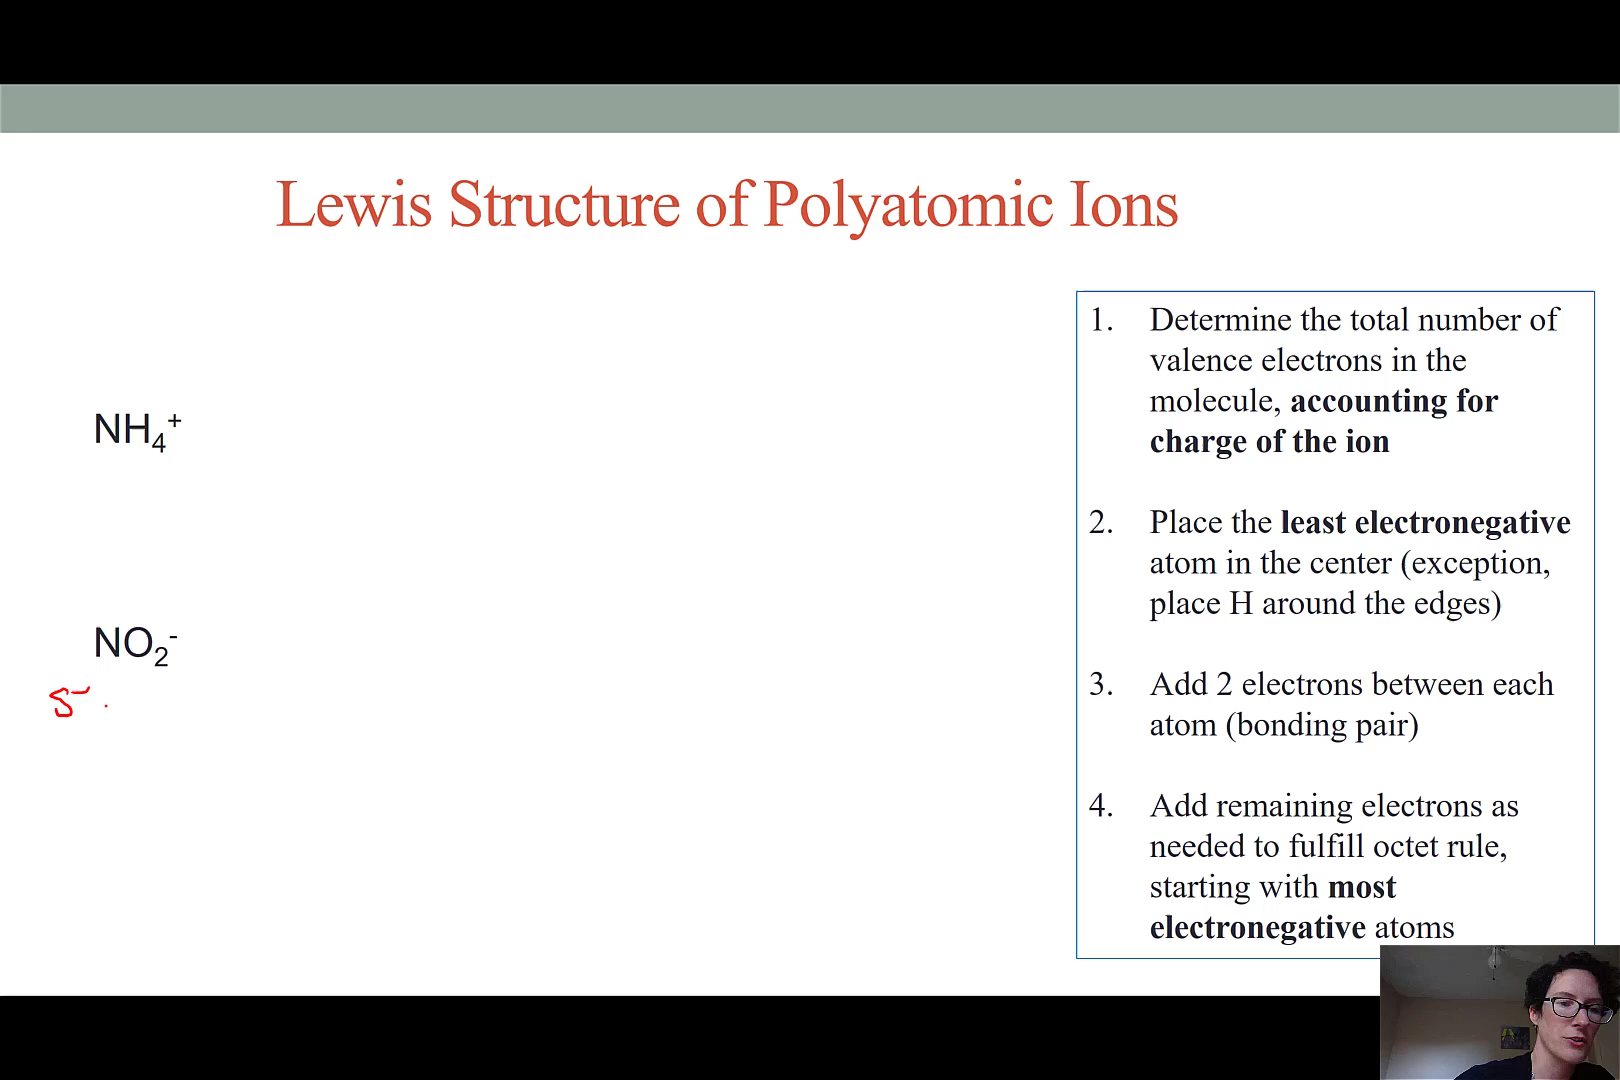 Lewis Structure of Polyatomic Ions
NH₄⁺
NO₂⁻
5
1. Determine the total number of
valence electrons in the
molecule, accounting for
charge of the ion
2. Place the least electronegative
atom in the center (exception,
place H around the edges)
3. Add 2 electrons between each
atom (bonding pair)
4. Add remaining electrons as
needed to fulfill octet rule,
starting with most
electronegative atoms